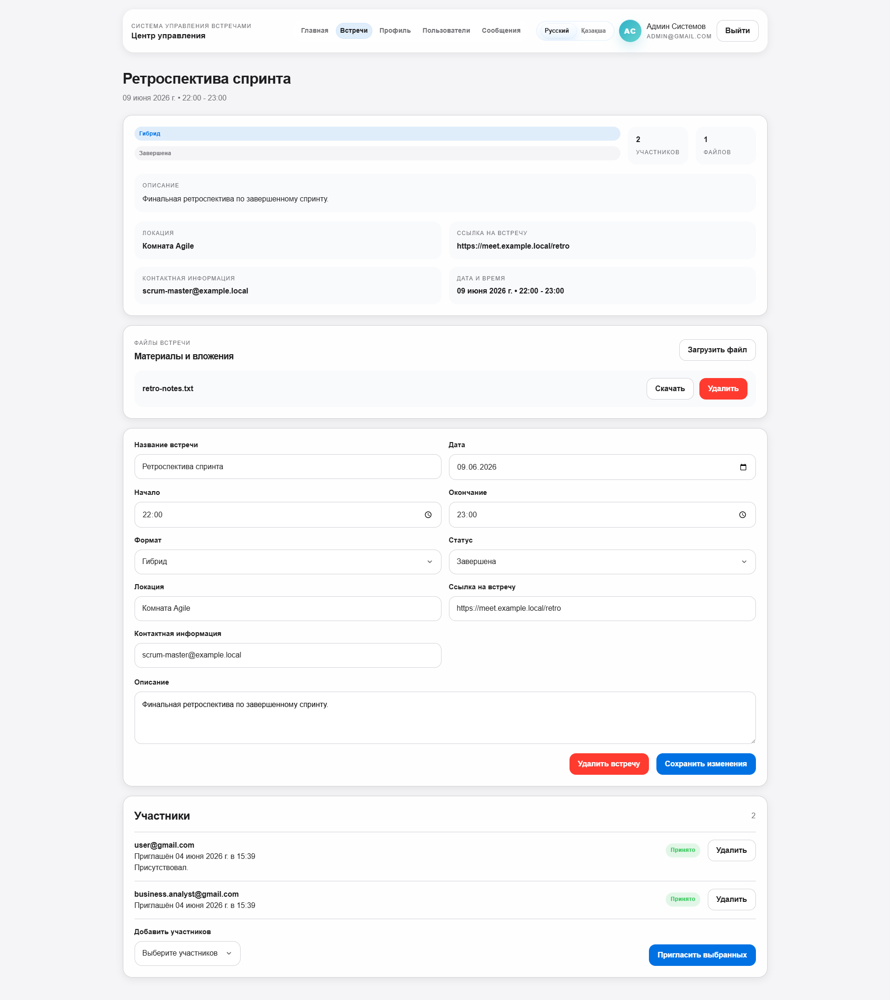 СИСТЕМА УПРАВЛЕНИЯ ВСТРЕЧАМИ
Центр управления
Главная
Встречи
Профиль
Пользователи
Сообщения
Русский
Қазақша
АС
Админ Системов
ADMIN@GMAIL.COM
Выйти
Ретроспектива спринта
09 июня 2026 г. • 22:00 - 23:00
Гибрид
Завершена
2
УЧАСТНИКОВ
1
ФАЙЛОВ
ОПИСАНИЕ
Финальная ретроспектива по завершенному спринту.
ЛОКАЦИЯ
Комната Agile
ССЫЛКА НА ВСТРЕЧУ
https://meet.example.local/retro
КОНТАКТНАЯ ИНФОРМАЦИЯ
scrum-master@example.local
ДАТА И ВРЕМЯ
09 июня 2026 г. • 22:00 - 23:00
ФАЙЛЫ ВСТРЕЧИ
Материалы и вложения
Загрузить файл
retro-notes.txt
Скачать
Удалить
Название встречи
Ретроспектива спринта
Дата
09.06.2026
Начало
22:00
Окончание
23:00
Формат
Гибрид
Статус
Завершена
Локация
Комната Agile
Ссылка на встречу
https://meet.example.local/retro
Контактная информация
scrum-master@example.local
Описание
Финальная ретроспектива по завершенному спринту.
Удалить встречу
Сохранить изменения
Участники
2
user@gmail.com
Приглашён 04 июня 2026 г. в 15:39
Присутствовал.
Принято
Удалить
business.analyst@gmail.com
Приглашён 04 июня 2026 г. в 15:39
Принято
Удалить
Добавить участников
Выберите участников
Пригласить выбранных